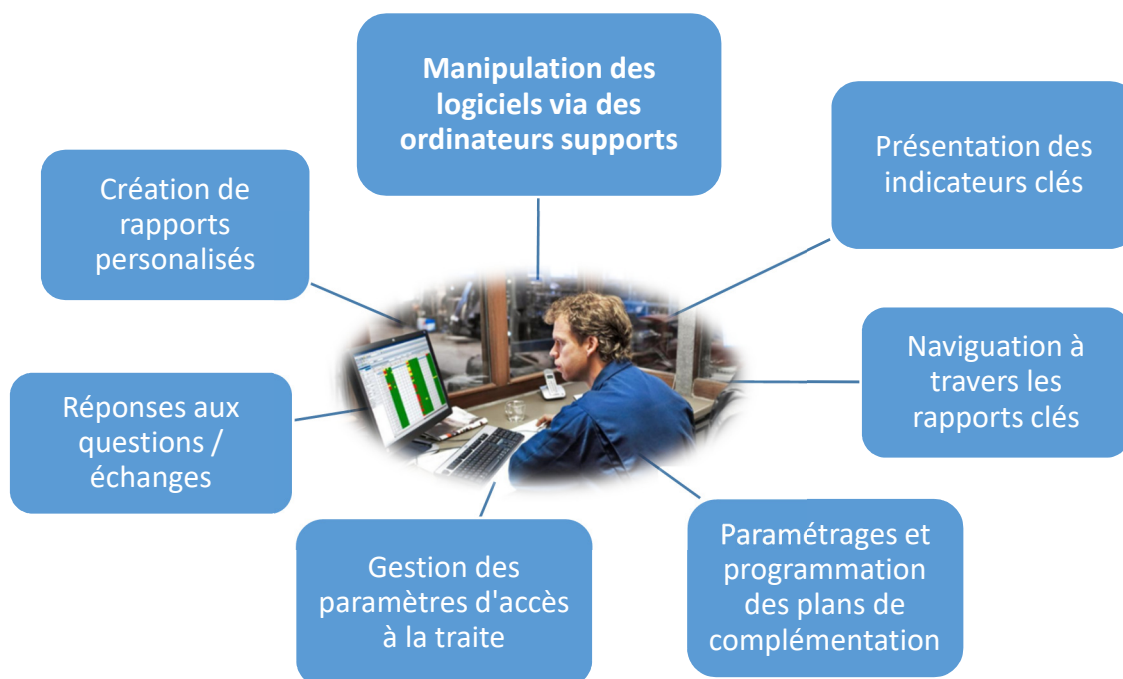 Manipulation des
logiciels via des
ordinateurs supports
Présentation des
indicateurs clés
Naviguation à
travers les
rapports clés
Paramétrages et
programmation
des plans de
complémentation
Gestion des
paramètres d'accès
à la traite
Réponses aux
questions /
échanges
Création de
rapports
personalisés